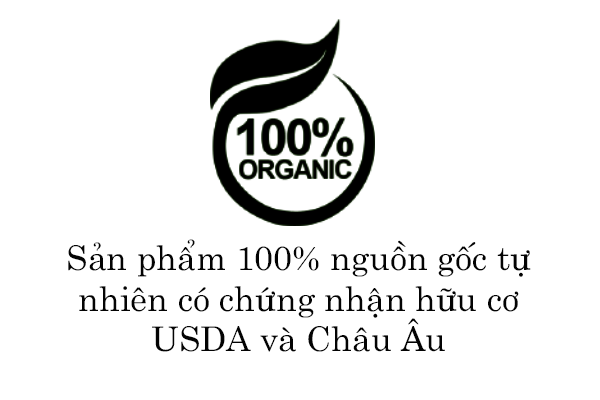 100%
ORGANIC
Sản phẩm 100% nguồn gốc tự
nhiên có chứng nhận hữu cơ
USDA và Châu Âu